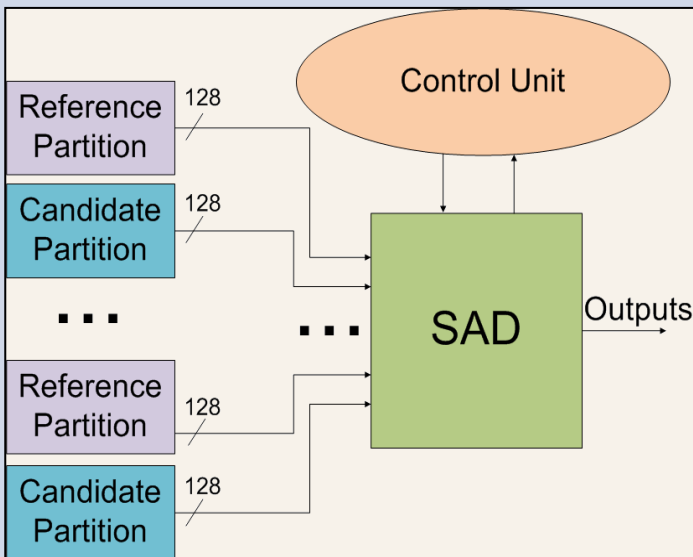 Control Unit
Reference
Partition
128
Candidate
Partition
128
...
...
SAD
Outputs
Reference
Partition
128
Candidate
Partition
128